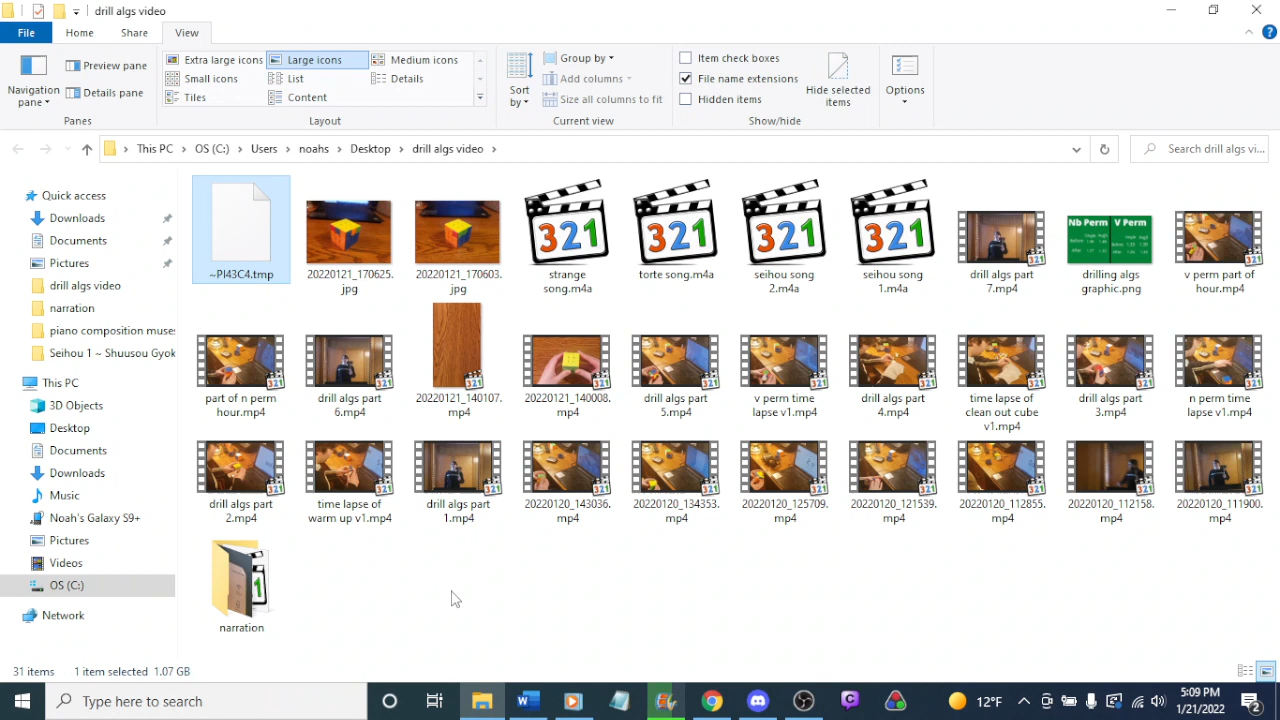 drill algs video
File Home Share View
Navigation pane
Preview pane
Details pane
Panes
Extra large icons Large icons Medium icons
Small icons List Details
Tiles Content
Layout
Sort by
Group by
Add columns
Size all columns to fit
Current view
Item check boxes
File name extensions
Hidden items
Hide selected items
Show/hide
Options
This PC > OS (C:) > Users > noahs > Desktop > drill algs video >
Search drill algs vi...
Quick access
Downloads
Documents
Pictures
drill algs video
narration
piano composition muse
Seihou 1 ~ Shuusou Gyok
This PC
3D Objects
Desktop
Documents
Downloads
Music
Noah's Galaxy S9+
Pictures
Videos
OS (C:)
Network
~PI43C4.tmp
20220121_170625.
jpg
20220121_170603.
jpg
321
strange
song.m4a
321
torte song.m4a
321
seihou song
2.m4a
321
seihou song
1.m4a
drill algs part
7.mp4
Nb Perm V Perm
drilling algs
graphic.png
v perm part of
hour.mp4
part of n perm
hour.mp4
drill algs part
6.mp4
20220121_140107.
mp4
20220121_140008.
mp4
drill algs part
5.mp4
v perm time
lapse v1.mp4
drill algs part
4.mp4
time lapse of
clean out cube
v1.mp4
drill algs part
3.mp4
n perm time
lapse v1.mp4
drill algs part
2.mp4
time lapse of
warm up v1.mp4
drill algs part
1.mp4
20220120_143036.
mp4
20220120_134353.
mp4
20220120_125709.
mp4
20220120_121539.
mp4
20220120_112855.
mp4
20220120_112158.
mp4
20220120_111900.
mp4
narration
31 items 1 item selected 1.07 GB
Type here to search
12°F
5:09 PM
1/21/2022
2